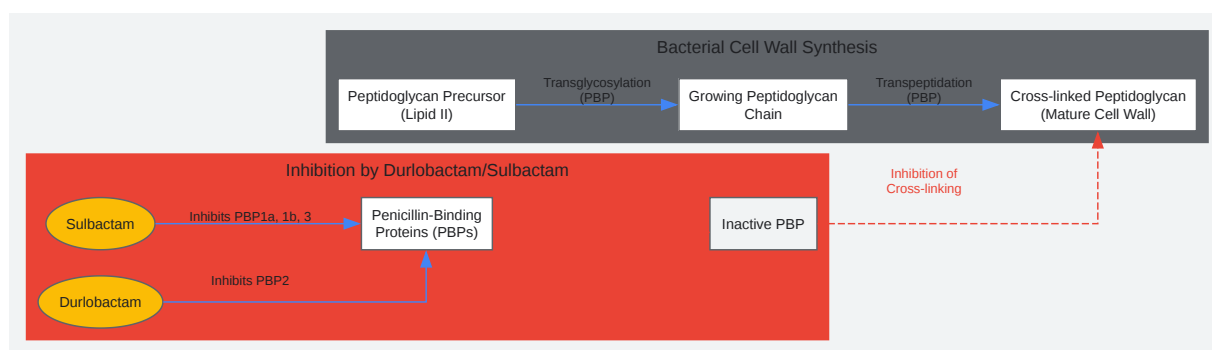 Bacterial Cell Wall Synthesis
Peptidoglycan Precursor
(Lipid II)
Transglycosylation
(PBP)
Growing Peptidoglycan
Chain
Transpeptidation
(PBP)
Cross-linked Peptidoglycan
(Mature Cell Wall)
Inhibition by Durlobactam/Sulbactam
Inhibition of
Cross-linking
Sulbactam
Inhibits PBP1a, 1b, 3
Penicillin-Binding
Proteins (PBPs)
Inactive PBP
Durlobactam
Inhibits PBP2